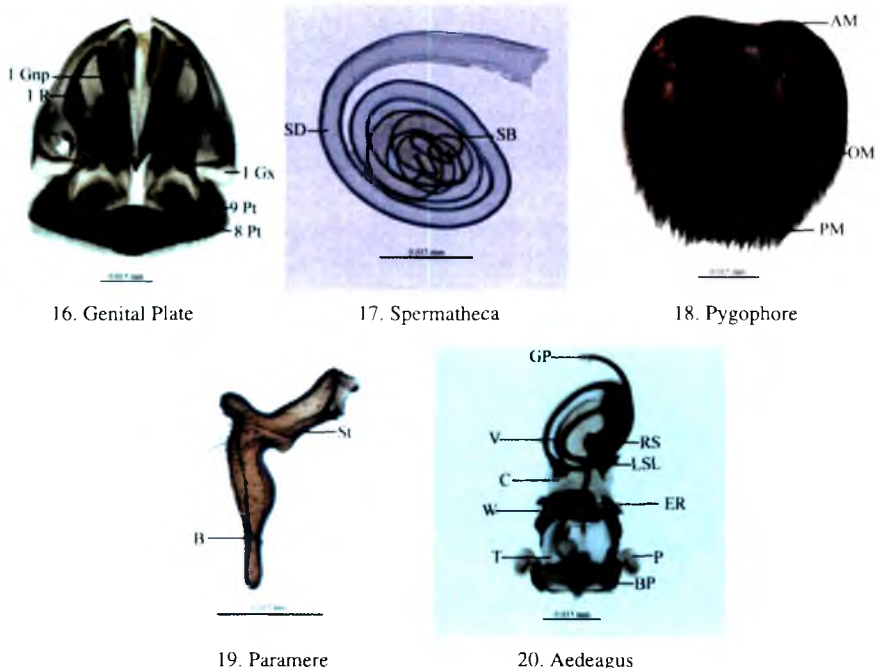 1 Gnp
1 R
1 Gx
9 Pt
8 Pt
16. Genital Plate
SD
SB
17. Spermatheca
AM
OM
PM
18. Pygophore
St
B
19. Paramere
GP
V
RS
LSL
C
ER
W
T
P
BP
20. Aedeagus